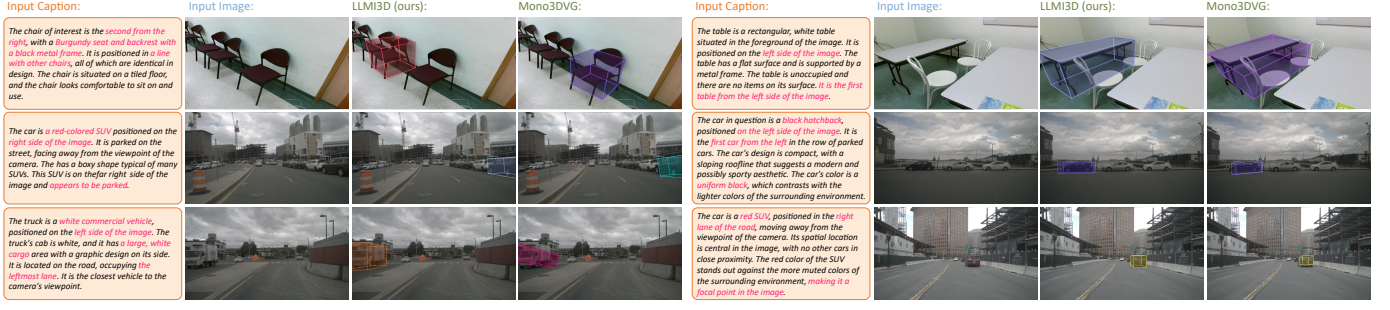 Input Caption:
Input Image:
LLMI3D (ours):
Mono3DVG:
Input Caption:
Input Image:
LLMI3D (ours):
Mono3DVG:
The chair of interest is the second from the
right, with a Burgundy seat and backrest with
a black metal frame. It is positioned in a line
with other chairs, all of which are identical in
design. The chair is situated on a tiled floor,
and the chair looks comfortable to sit on and
use.
The table is a rectangular, white table
situated in the foreground of the image. It is
positioned on the left side of the image. The
table has a flat surface and is supported by a
metal frame. The table is unoccupied and
there are no items on its surface. It is the first
table from the left side of the image.
The car is a red-colored SUV positioned on the
right side of the image. It is parked on the
street, facing away from the viewpoint of the
camera. The has a boxy shape typical of many
SUVs. This SUV is on thefar right side of the
image and appears to be parked.
The car in question is a black hatchback,
positioned on the left side of the image. It is
the first car from the left in the row of parked
cars. The car's design is compact, with a
sloping roofline that suggests a modern and
possibly sporty aesthetic. The car's color is a
uniform black, which contrasts with the
lighter colors of the surrounding environment.
The truck is a white commercial vehicle,
positioned on the left side of the image. The
truck's cab is white, and it has a large, white
cargo area with a graphic design on its side.
It is located on the road, occupying the
leftmost lane. It is the closest vehicle to the
camera's viewpoint.
The car is a red SUV, positioned in the right
lane of the road, moving away from the
viewpoint of the camera. Its spatial location
is central in the image, with no other cars in
close proximity. The red color of the SUV
stands out against the more muted colors of
the surrounding environment, making it a
focal point in the image.